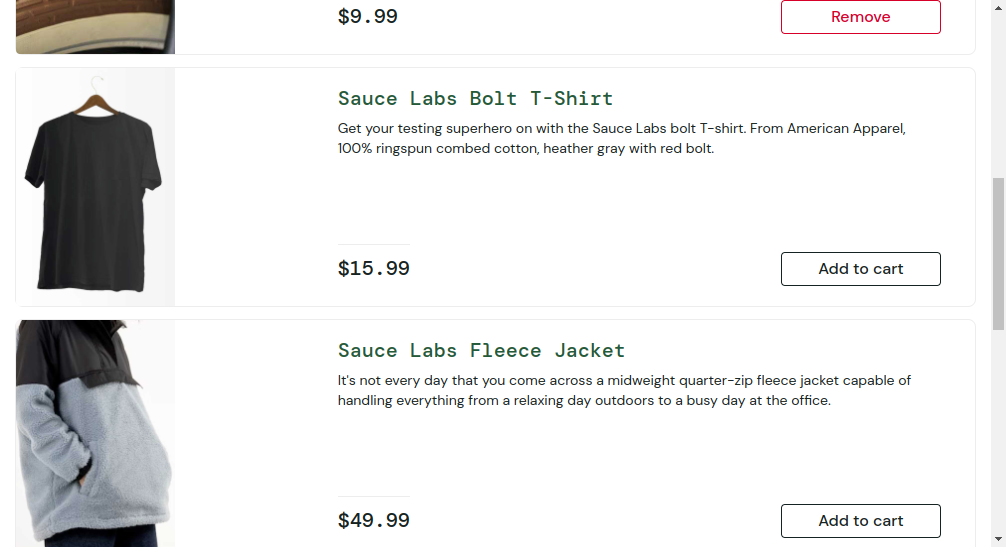 $9.99
Remove
Sauce Labs Bolt T-Shirt
Get your testing superhero on with the Sauce Labs bolt T-shirt. From American Apparel,
100% ringspun combed cotton, heather gray with red bolt.
$15.99
Add to cart
Sauce Labs Fleece Jacket
It's not every day that you come across a midweight quarter-zip fleece jacket capable of
handling everything from a relaxing day outdoors to a busy day at the office.
$49.99
Add to cart